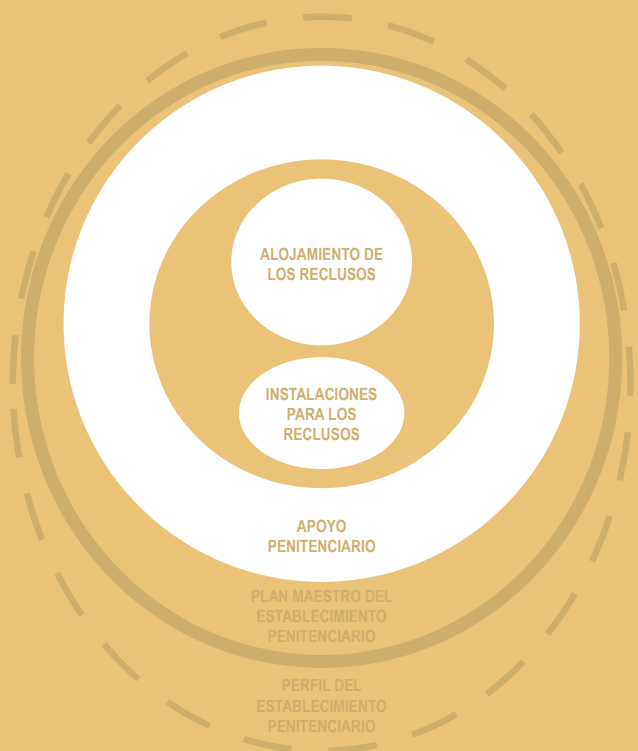 ALOJAMIENTO DE
LOS RECLUSOS
INSTALACIONES
PARA LOS
RECLUSOS
APOYO
PENITENCIARIO
PLAN MAESTRO DEL
ESTABLECIMIENTO
PENITENCIARIO
PERFIL DEL
ESTABLECIMIENTO
PENITENCIARIO